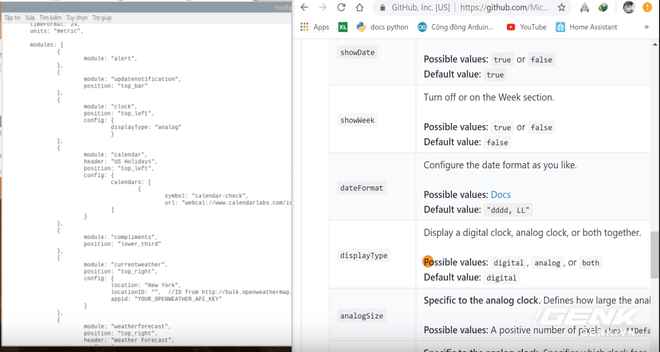 *config
Tập tin Sửa Tìm kiếm Tùy chọn Trợ giúp
timeFormat: 24,
units: "metric",
modules: [
{
module: "alert",
},
{
module: "updatenotification",
position: "top_bar"
},
{
module: "clock",
position: "top_left",
config: {
displayType: "analog"
}
},
{
module: "calendar",
header: "US Holidays",
position: "top_left",
config: {
calendars: [
{
symbol: "calendar-check",
url: "webcal://www.calendarlabs.com/ic
]
}
},
{
module: "compliments",
position: "lower_third"
},
{
module: "currentweather",
position: "top_right",
config: {
location: "New York",
locationID: "", //ID from http://bulk.openweathermap.
appid: "YOUR_OPENWEATHER_API_KEY"
}
},
{
module: "weatherforecast",
position: "top_right",
header: "Weather Forecast",
GitHub, Inc. [US] https://github.com/Mic...
Apps docs python Cộng đồng Arduin... YouTube Home Assistant »
showDate
Possible values: true or false
Default value: true
Turn off or on the Week section.
showWeek
Possible values: true or false
Default value: false
Configure the date format as you like.
dateFormat
Possible values: Docs
Default value: "dddd, LL"
Display a digital clock, analog clock, or both together.
displayType
Possible values: digital, analog, or both
Default value: digital
Specific to the analog clock. Defines how large the anal
analogSize
Possible values: A positive number of pixel
GENK